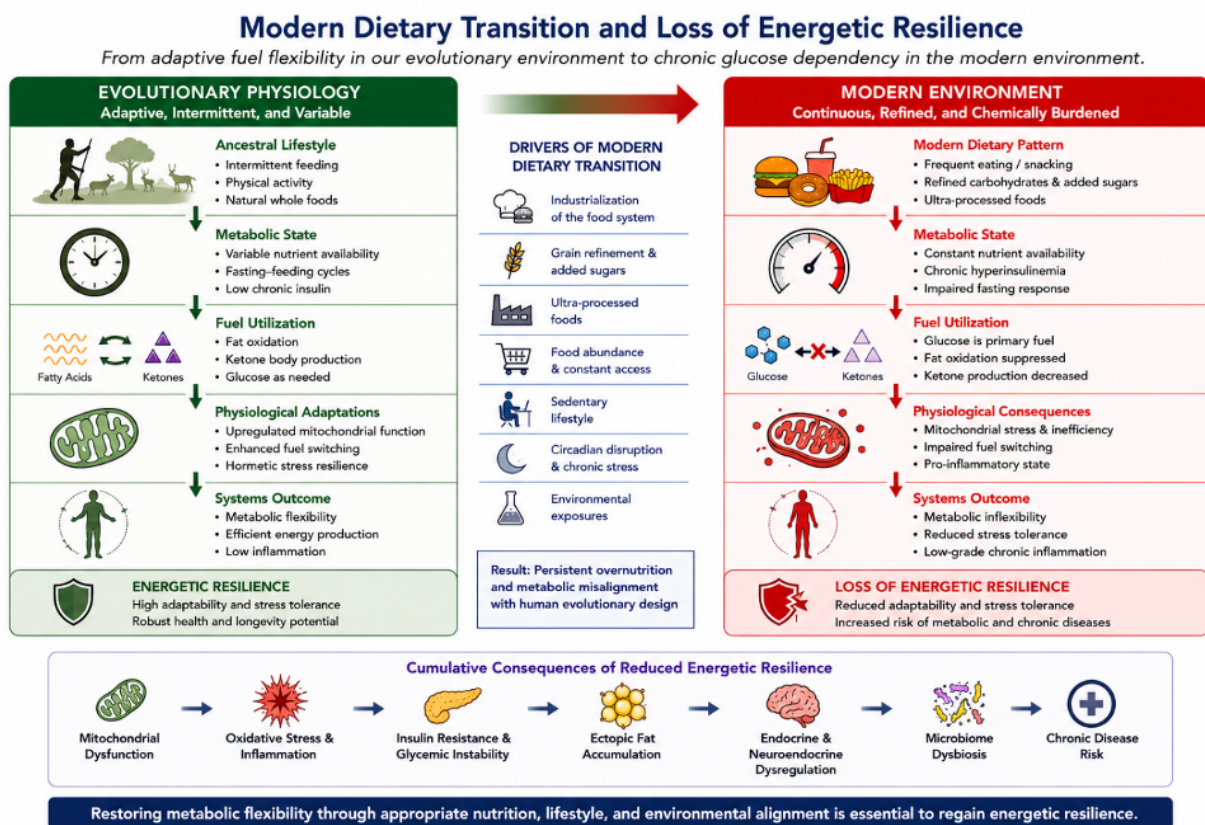 Modern Dietary Transition and Loss of Energetic Resilience
From adaptive fuel flexibility in our evolutionary environment to chronic glucose dependency in the modern environment.
EVOLUTIONARY PHYSIOLOGY
Adaptive, Intermittent, and Variable
Ancestral Lifestyle
• Intermittent feeding
• Physical activity
• Natural whole foods
Metabolic State
• Variable nutrient availability
• Fasting–feeding cycles
• Low chronic insulin
Fuel Utilization
• Fat oxidation
• Ketone body production
• Glucose as needed
Fatty Acids
Ketones
Physiological Adaptations
• Upregulated mitochondrial function
• Enhanced fuel switching
• Hormetic stress resilience
Systems Outcome
• Metabolic flexibility
• Efficient energy production
• Low inflammation
ENERGETIC RESILIENCE
High adaptability and stress tolerance
Robust health and longevity potential
DRIVERS OF MODERN
DIETARY TRANSITION
Industrialization
of the food system
Grain refinement &
added sugars
Ultra-processed
foods
Food abundance
& constant access
Sedentary
lifestyle
Circadian disruption
& chronic stress
Environmental
exposures
Result: Persistent overnutrition
and metabolic misalignment
with human evolutionary design
MODERN ENVIRONMENT
Continuous, Refined, and Chemically Burdened
Modern Dietary Pattern
• Frequent eating / snacking
• Refined carbohydrates & added sugars
• Ultra-processed foods
Metabolic State
• Constant nutrient availability
• Chronic hyperinsulinemia
• Impaired fasting response
Fuel Utilization
• Glucose is primary fuel
• Fat oxidation suppressed
• Ketone production decreased
Glucose
Ketones
Physiological Consequences
• Mitochondrial stress & inefficiency
• Impaired fuel switching
• Pro-inflammatory state
Systems Outcome
• Metabolic inflexibility
• Reduced stress tolerance
• Low-grade chronic inflammation
LOSS OF ENERGETIC RESILIENCE
Reduced adaptability and stress tolerance
Increased risk of metabolic and chronic diseases
Cumulative Consequences of Reduced Energetic Resilience
Mitochondrial
Dysfunction
Oxidative Stress &
Inflammation
Insulin Resistance &
Glycemic Instability
Ectopic Fat
Accumulation
Endocrine &
Neuroendocrine
Dysregulation
Microbiome
Dysbiosis
Chronic Disease
Risk
Restoring metabolic flexibility through appropriate nutrition, lifestyle, and environmental alignment is essential to regain energetic resilience.